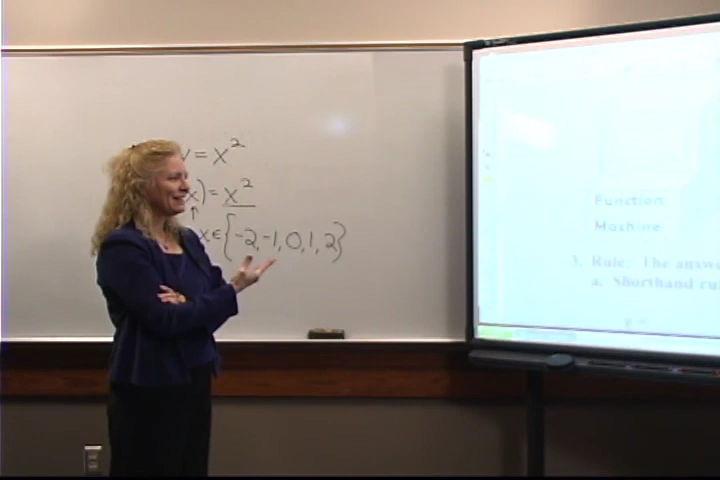 y = x²
x) = x²
x ∈ {-2, -1, 0, 1, 2}
Function
Machine
3. Rule: The answ
a. Shorthand ru